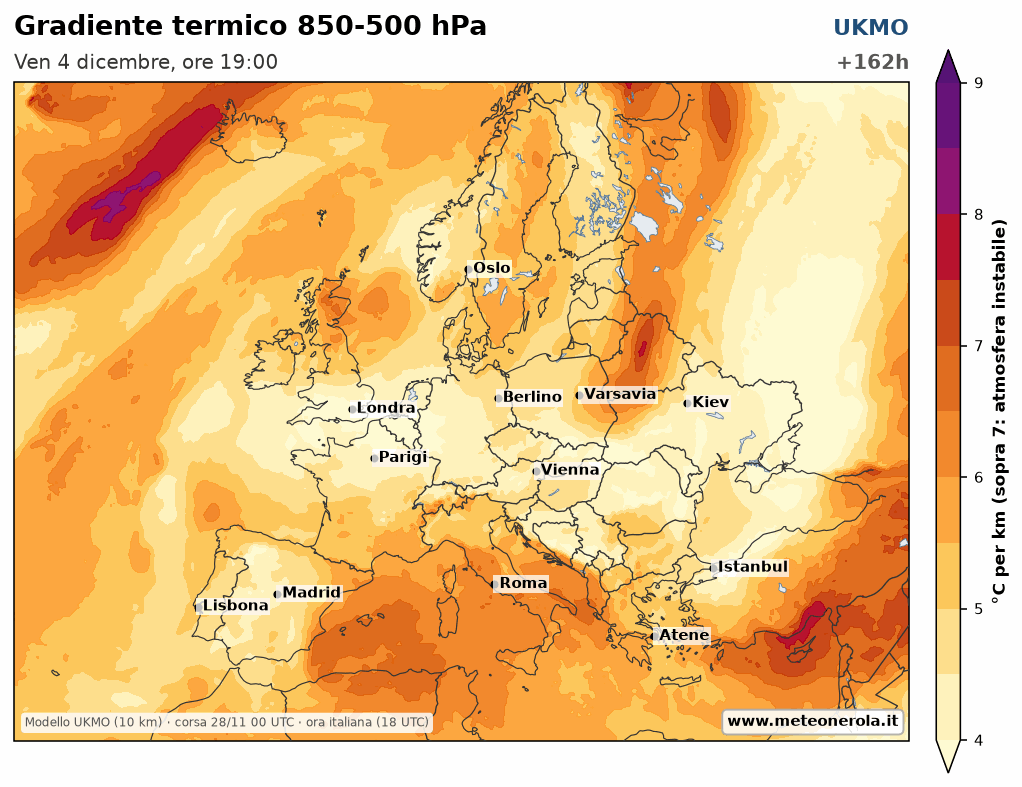 Gradiente termico 850-500 hPa
UKMO
Ven 4 dicembre, ore 19:00
+162h
9
8
7
6
5
4
°C per km (sopra 7: atmosfera instabile)
Oslo
Londra
Berlino
Varsavia
Kiev
Parigi
Vienna
Istanbul
Roma
Madrid
Lisbona
Atene
Modello UKMO (10 km) · corsa 28/11 00 UTC · ora italiana (18 UTC)
www.meteonerola.it